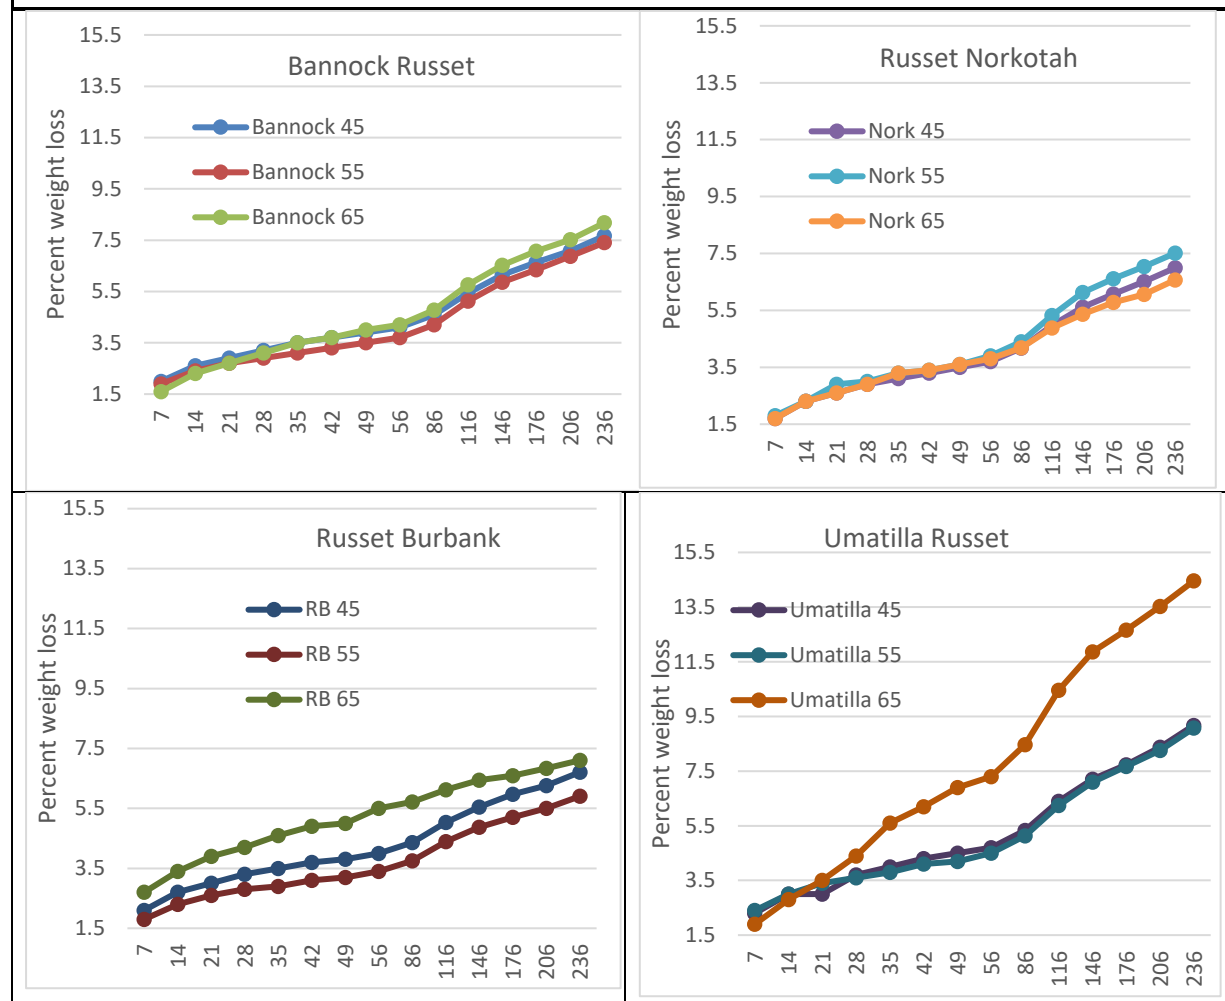 Bannock Russet
Percent weight loss
15.5
13.5
11.5
9.5
7.5
5.5
3.5
1.5
Bannock 45
Bannock 55
Bannock 65
7 14 21 28 35 42 49 56 86 116 146 176 206 236
Russet Norkotah
Percent weight loss
15.5
13.5
11.5
9.5
7.5
5.5
3.5
1.5
Nork 45
Nork 55
Nork 65
7 14 21 28 35 42 49 56 86 116 146 176 206 236
Russet Burbank
Percent weight loss
15.5
13.5
11.5
9.5
7.5
5.5
3.5
1.5
RB 45
RB 55
RB 65
7 14 21 28 35 42 49 56 86 116 146 176 206 236
Umatilla Russet
Percent weight loss
15.5
13.5
11.5
9.5
7.5
5.5
3.5
1.5
Umatilla 45
Umatilla 55
Umatilla 65
7 14 21 28 35 42 49 56 86 116 146 176 206 236